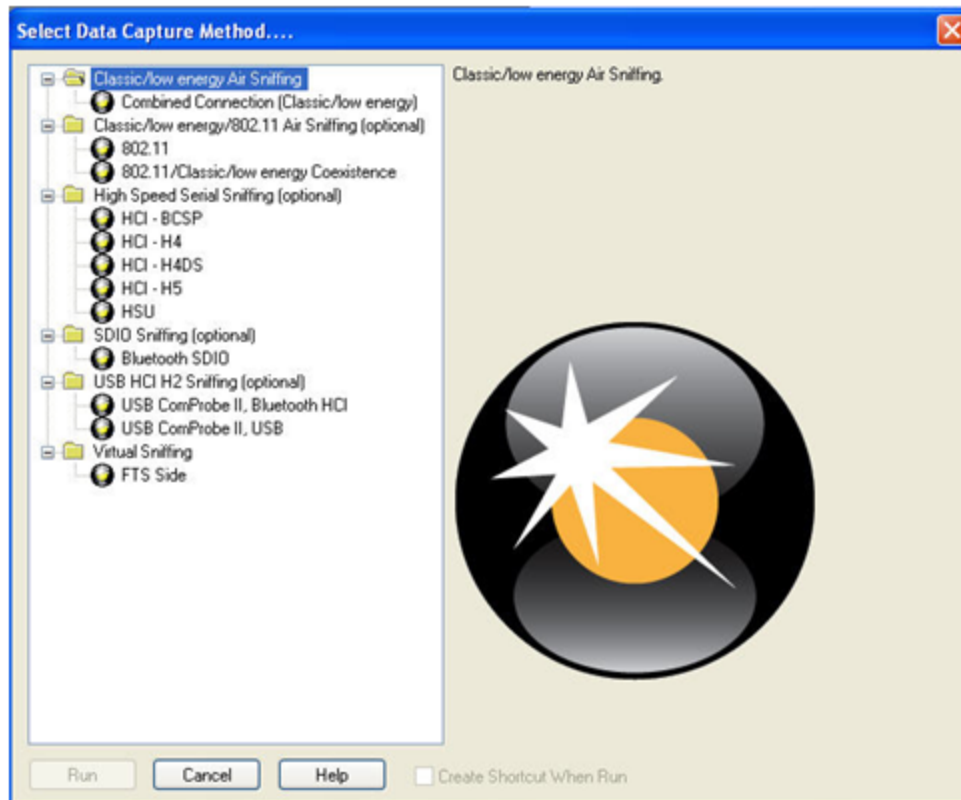 Select Data Capture Method....
Classic/low energy Air Sniffing
Combined Connection (Classic/low energy)
Classic/low energy/802.11 Air Sniffing (optional)
802.11
802.11/Classic/low energy Coexistence
High Speed Serial Sniffing (optional)
HCI - BCSP
HCI - H4
HCI - H4DS
HCI - H5
HSU
SDIO Sniffing (optional)
Bluetooth SDIO
USB HCI H2 Sniffing (optional)
USB ComProbe II, Bluetooth HCI
USB ComProbe II, USB
Virtual Sniffing
FTS Side
Classic/low energy Air Sniffing.
Run
Cancel
Help
Create Shortcut When Run